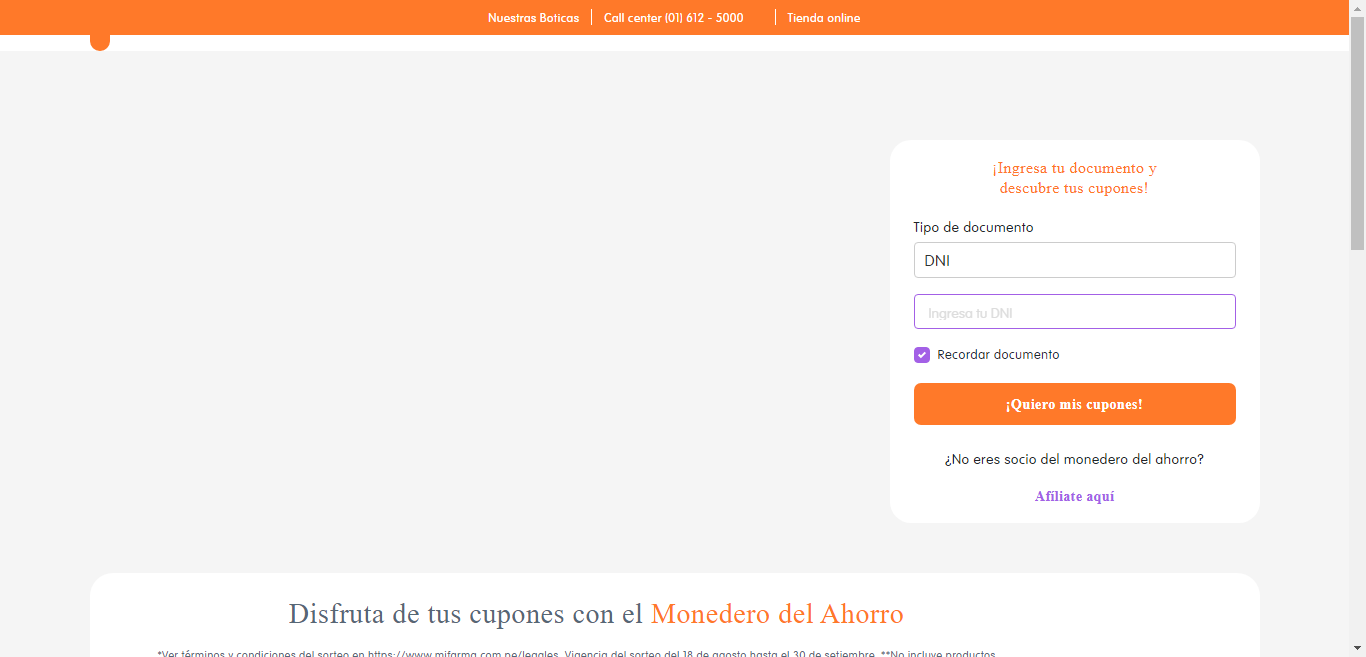 Nuestras Boticas
Call center (01) 612 - 5000
Tienda online
¡Ingresa tu documento y
descubre tus cupones!
Tipo de documento
DNI
Ingresa tu DNI
Recordar documento
¡Quiero mis cupones!
¿No eres socio del monedero del ahorro?
Afíliate aquí
Disfruta de tus cupones con el Monedero del Ahorro
*Ver términos y condiciones del sorteo en https://www.mifarma.com.pe/legales. Vigencia del sorteo del 18 de agosto hasta el 30 de setiembre. **No incluye productos